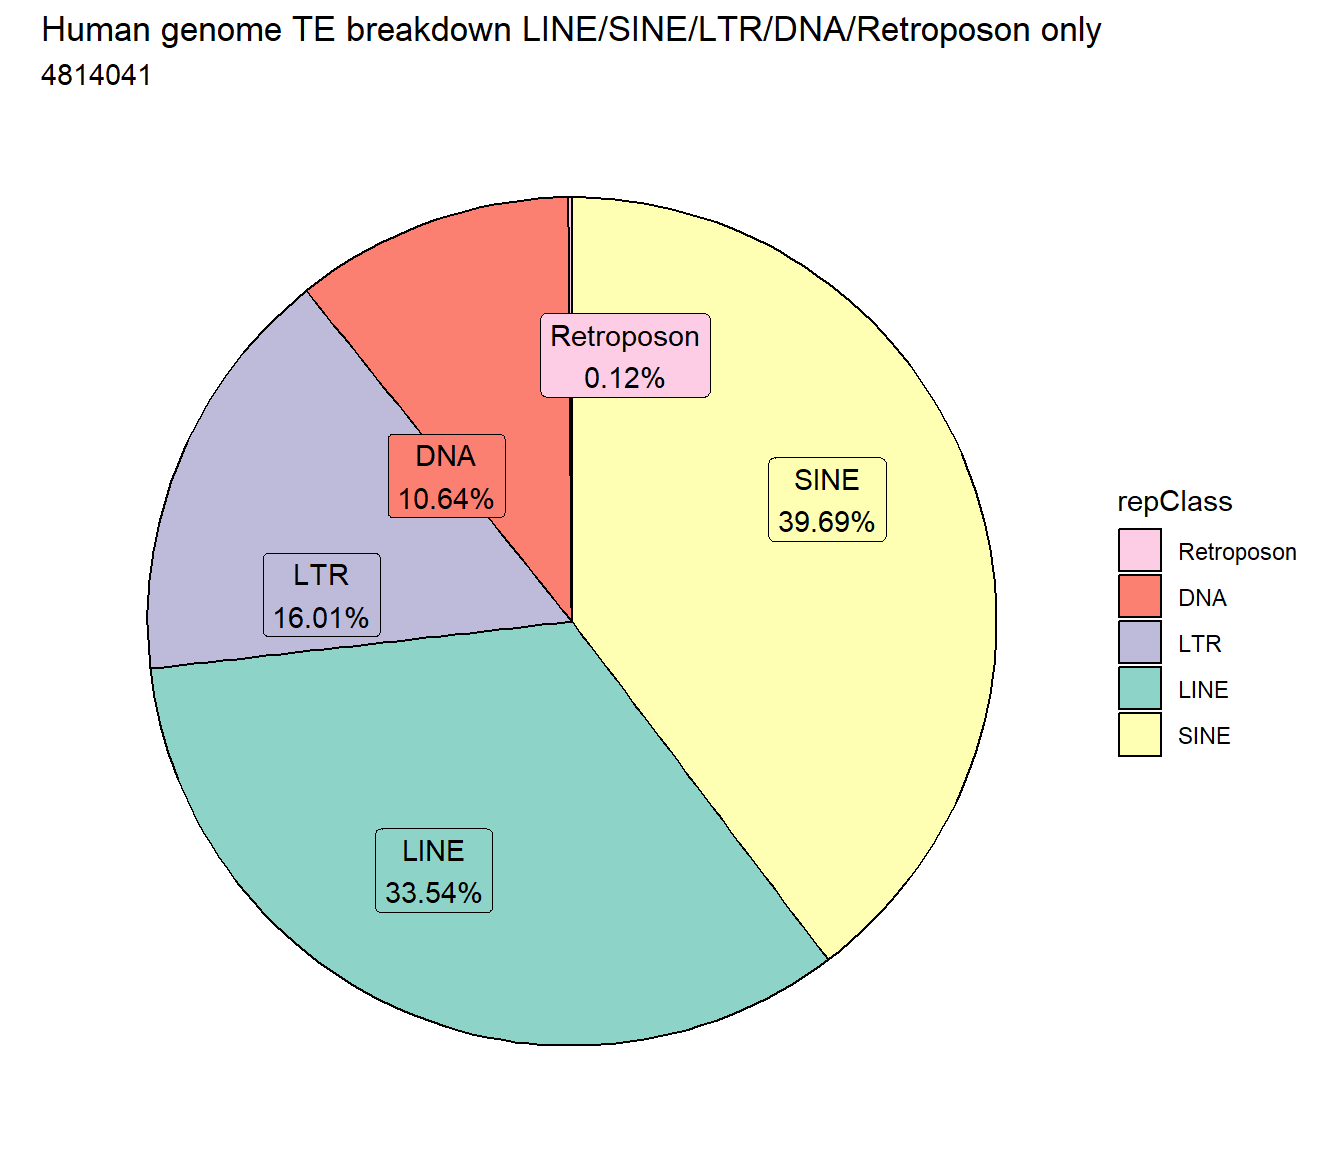 Human genome TE breakdown LINE/SINE/LTR/DNA/Retroposon only
4814041
Retroposon
0.12%
DNA
10.64%
SINE
39.69%
LTR
16.01%
LINE
33.54%
repClass
Retroposon
DNA
LTR
LINE
SINE